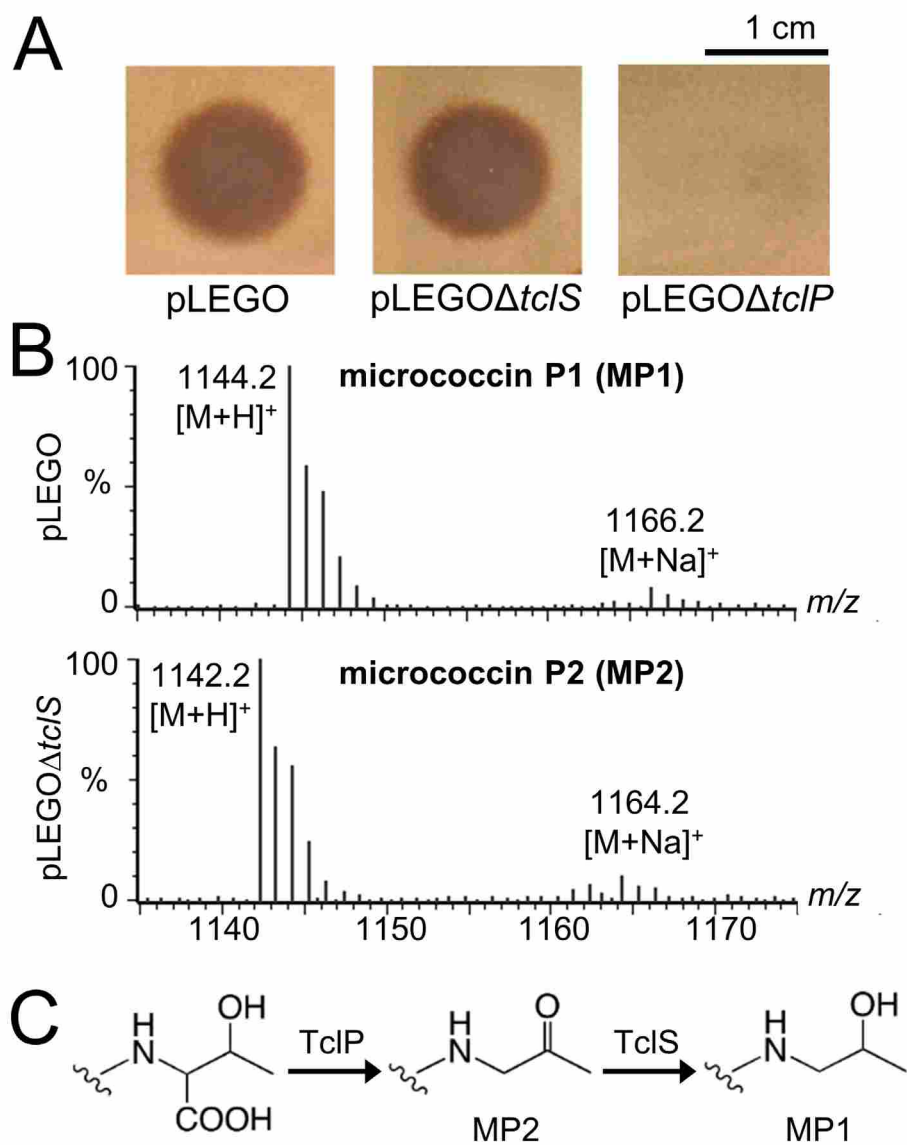 A
1 cm
pLEGO
pLEGOΔtclS
pLEGOΔtclP
B
pLEGO
100
%
0
1144.2
[M+H]⁺
micrococcin P1 (MP1)
1166.2
[M+Na]⁺
m/z
pLEGOΔtclS
100
%
0
1142.2
[M+H]⁺
micrococcin P2 (MP2)
1164.2
[M+Na]⁺
m/z
1140 1150 1160 1170
C
H
N
OH
COOH
TclP
H
N
O
MP2
TclS
H
N
OH
MP1